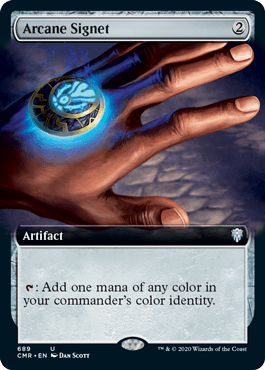 Arcane Signet 2
Artifact
: Add one mana of any color in
your commander's color identity.
689 U
CMR • EN Dan Scott ™ & © 2020 Wizards of the Coast